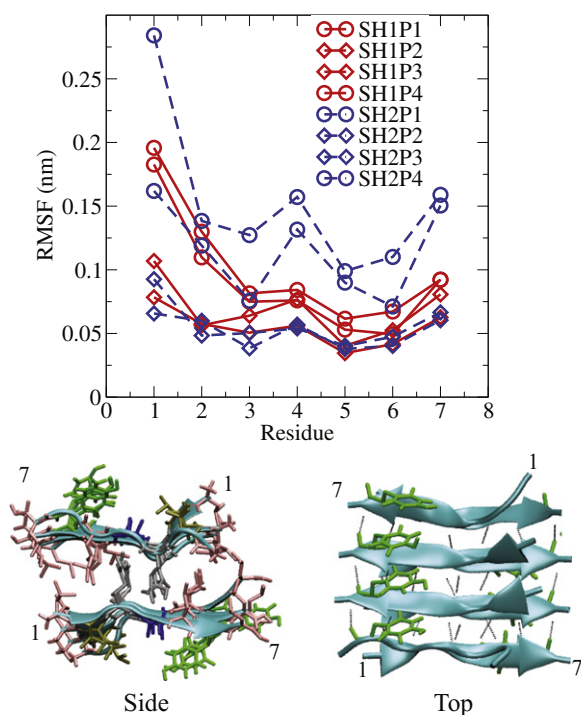 SH1P1
SH1P2
SH1P3
SH1P4
SH2P1
SH2P2
SH2P3
SH2P4
RMSF (nm)
0.25
0.2
0.15
0.1
0.05
0
0 1 2 3 4 5 6 7 8
Residue
7 1
1 7
Side
7 1
1 7
Top